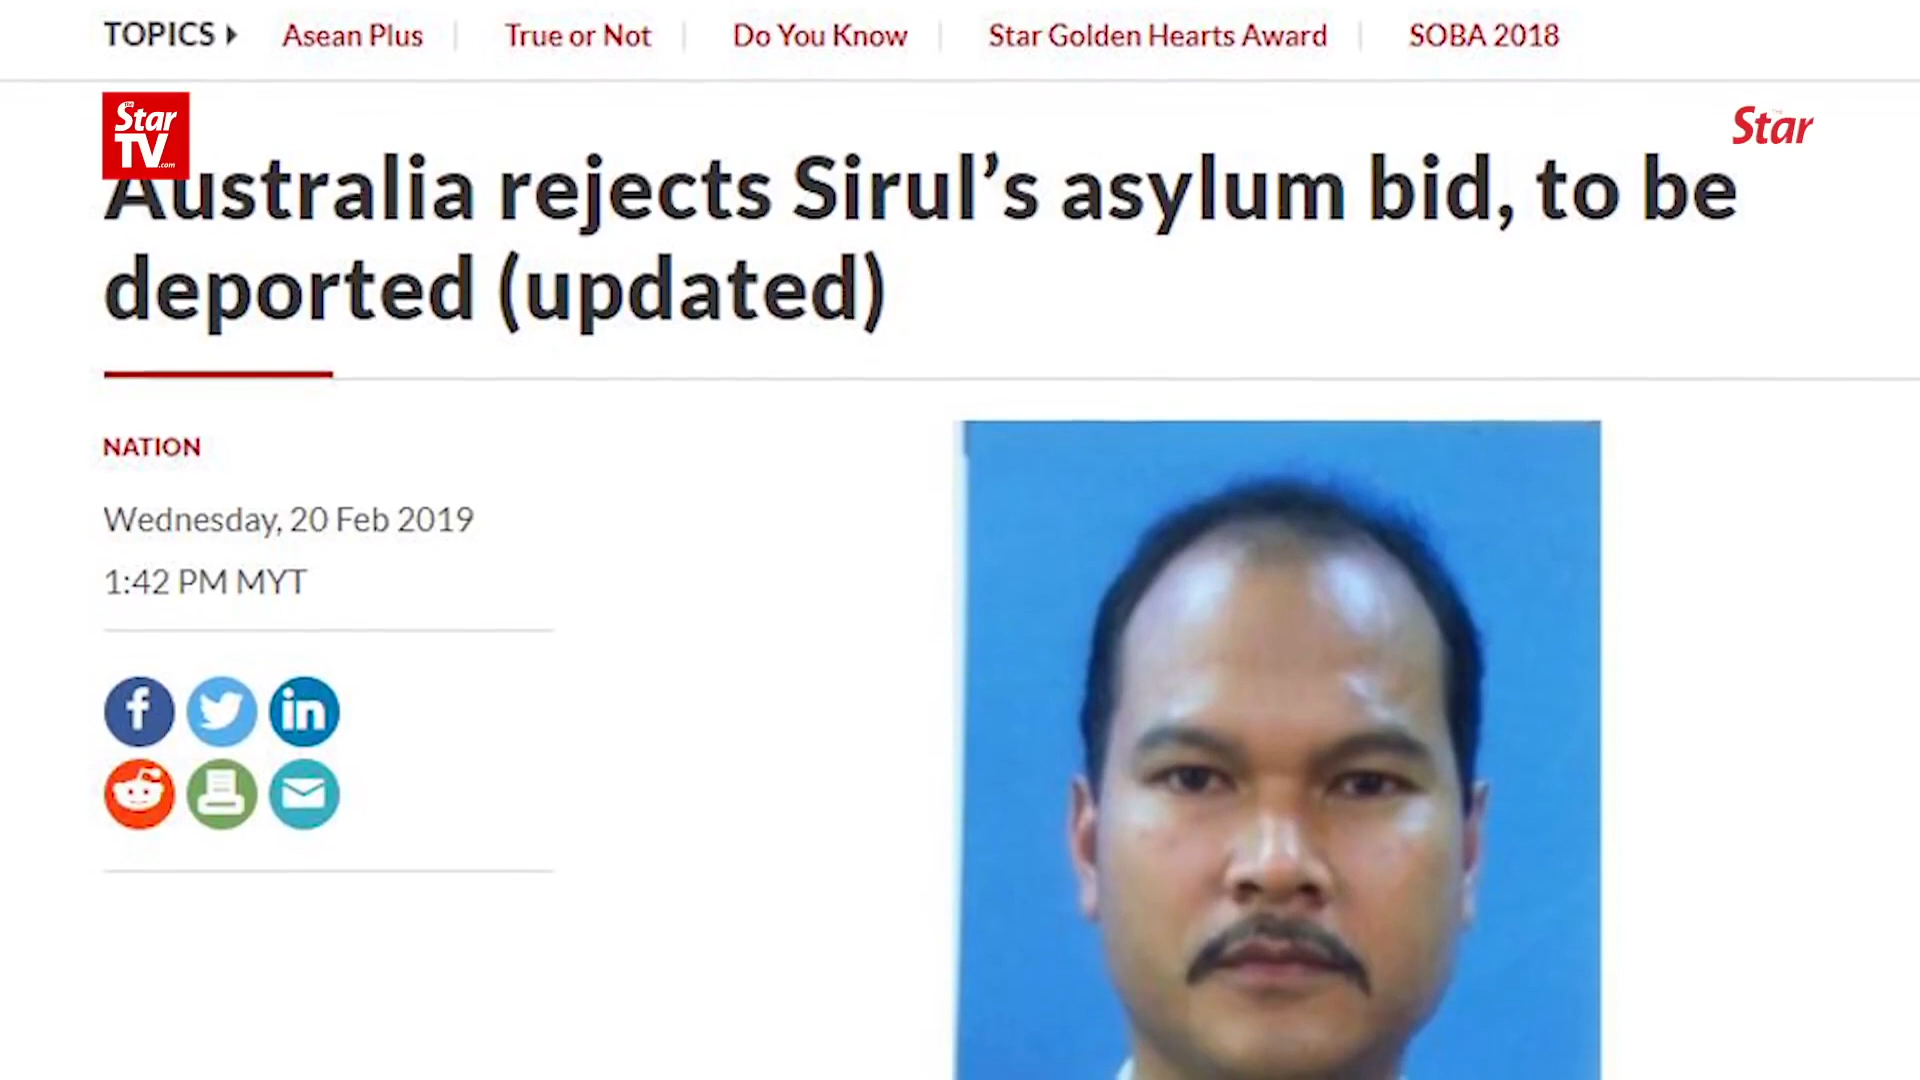 TOPICS
Asean Plus
True or Not
Do You Know
Star Golden Hearts Award
SOBA 2018
The Star TV.com
Star
Australia rejects Sirul’s asylum bid, to be
deported (updated)
NATION
Wednesday, 20 Feb 2019
1:42 PM MYT